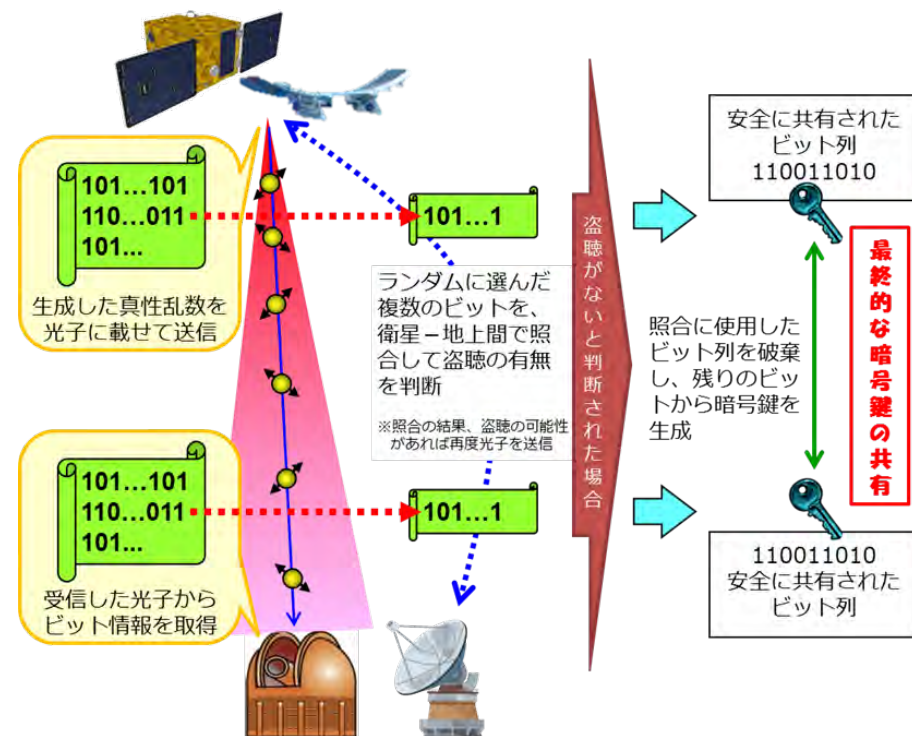 101...101
110...011
101...
生成した真性乱数を
光子に載せて送信
101...1
ランダムに選んだ
複数のビットを、
衛星－地上間で照
合して盗聴の有無
を判断
※照合の結果、盗聴の可能性
があれば再度光子を送信
101...101
110...011
101...
受信した光子から
ビット情報を取得
101...1
盗聴がないと判断された場合
安全に共有された
ビット列
110011010
照合に使用した
ビット列を破棄
し、残りのビッ
トから暗号鍵を
生成
最終的な暗号鍵の共有
110011010
安全に共有された
ビット列